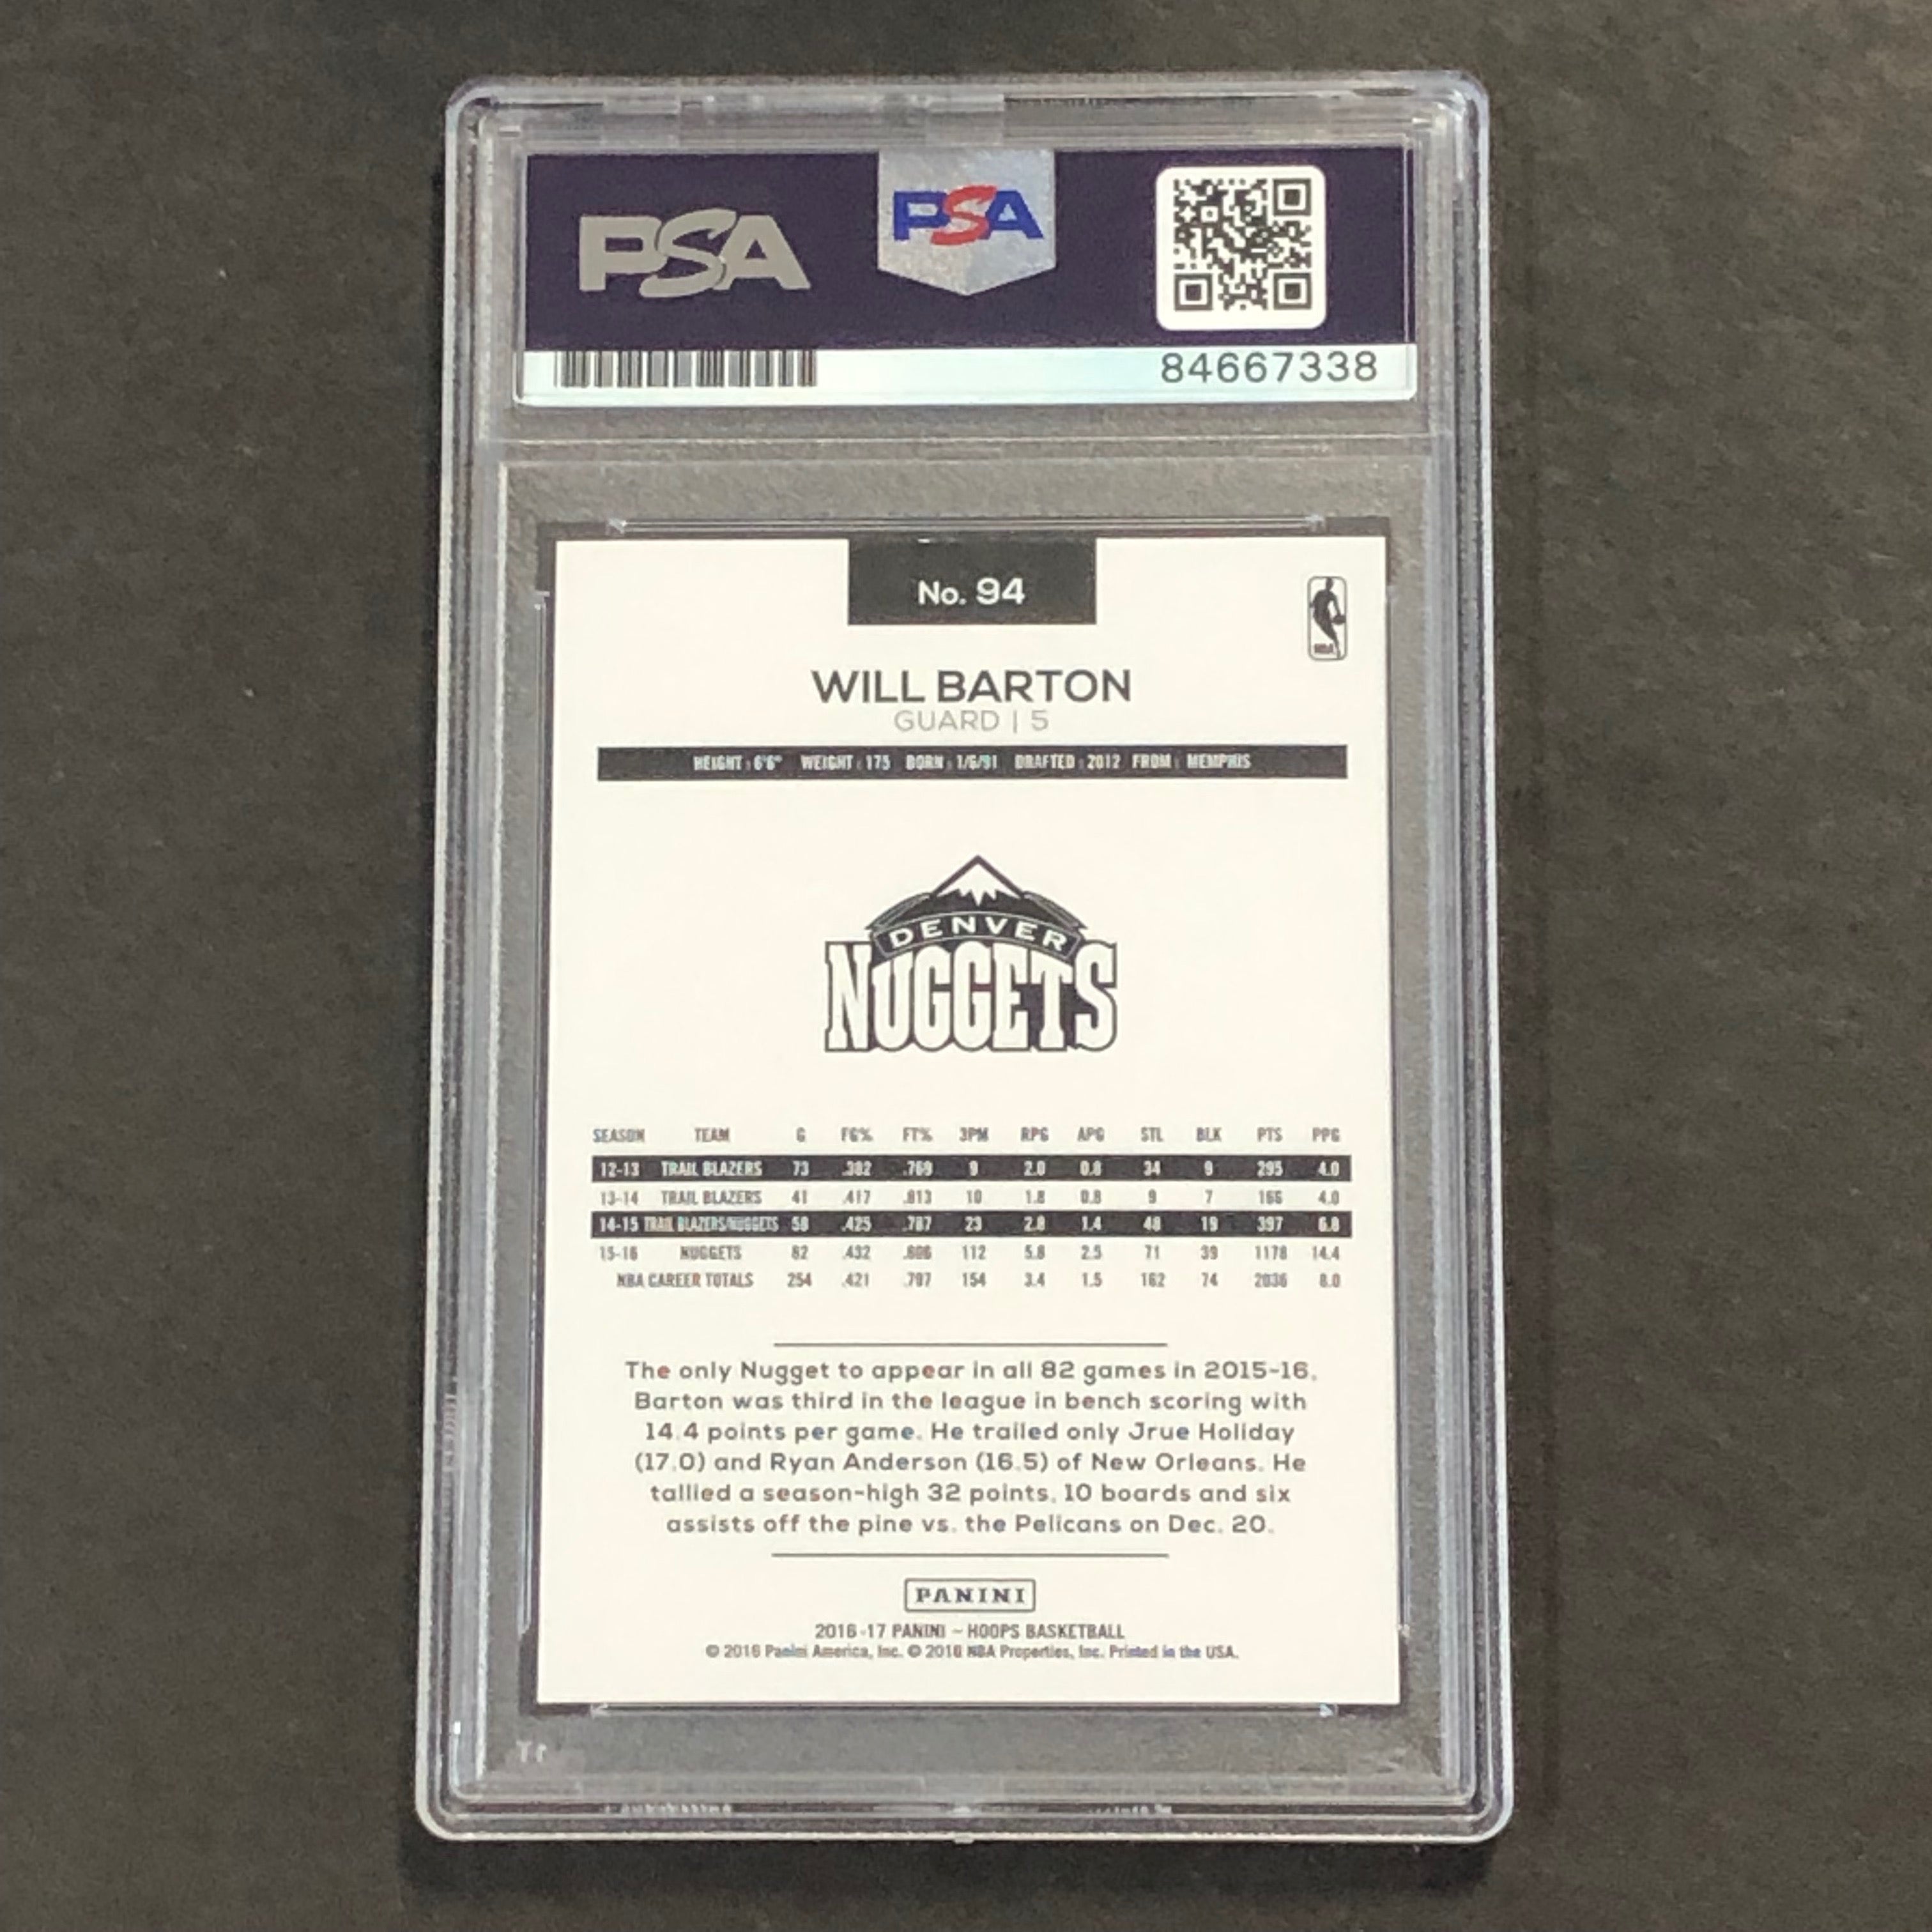 PSA PSA
84667338
No. 94
NBA
WILL BARTON
GUARD | 5
HEIGHT: 6'6" WEIGHT: 175 BORN: 1/6/91 DRAFTED: 2012 FROM: MEMPHIS
DENVER
NUGGETS
SEASON TEAM G FG% FT% 3PM RPG APG STL BLK PTS PPG
12-13 TRAIL BLAZERS 73 .382 .769 9 2.0 0.8 34 9 295 4.0
13-14 TRAIL BLAZERS 41 .417 .813 10 1.8 0.8 9 7 166 4.0
14-15 TRAIL BLAZERS/NUGGETS 58 .425 .787 23 2.8 1.4 48 19 397 6.8
15-16 NUGGETS 82 .432 .806 112 5.8 2.5 71 39 1178 14.4
NBA CAREER TOTALS 254 .421 .797 154 3.4 1.5 162 74 2036 8.0
The only Nugget to appear in all 82 games in 2015-16,
Barton was third in the league in bench scoring with
14.4 points per game. He trailed only Jrue Holiday
(17.0) and Ryan Anderson (16.5) of New Orleans. He
tallied a season-high 32 points, 10 boards and six
assists off the pine vs. the Pelicans on Dec. 20.
PANINI
2016-17 PANINI – HOOPS BASKETBALL
© 2016 Panini America, Inc. © 2016 NBA Properties, Inc. Printed in the USA.